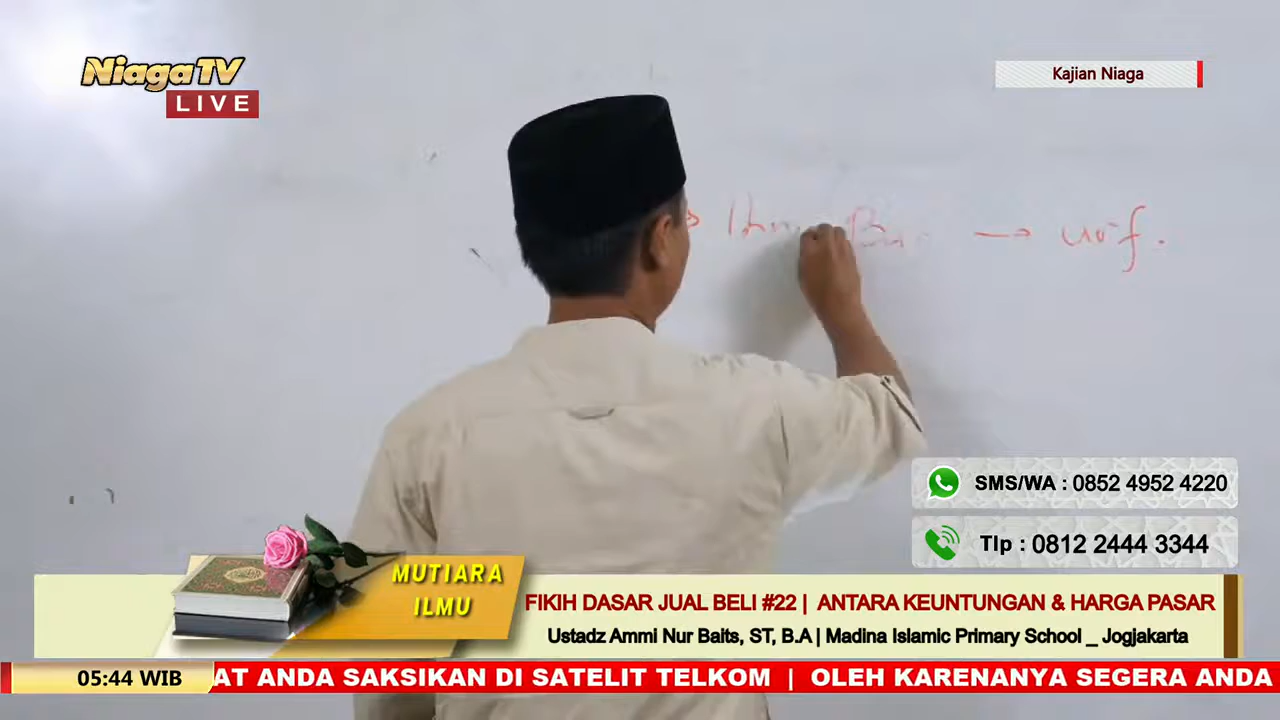 NiagaTV
LIVE
Kajian Niaga
→ urf.
SMS/WA : 0852 4952 4220
Tlp : 0812 2444 3344
MUTIARA
ILMU
FIKIH DASAR JUAL BELI #22 | ANTARA KEUNTUNGAN & HARGA PASAR
Ustadz Ammi Nur Baits, ST, B.A | Madina Islamic Primary School _ Jogjakarta
05:44 WIB
AT ANDA SAKSIKAN DI SATELIT TELKOM | OLEH KARENANYA SEGERA ANDA